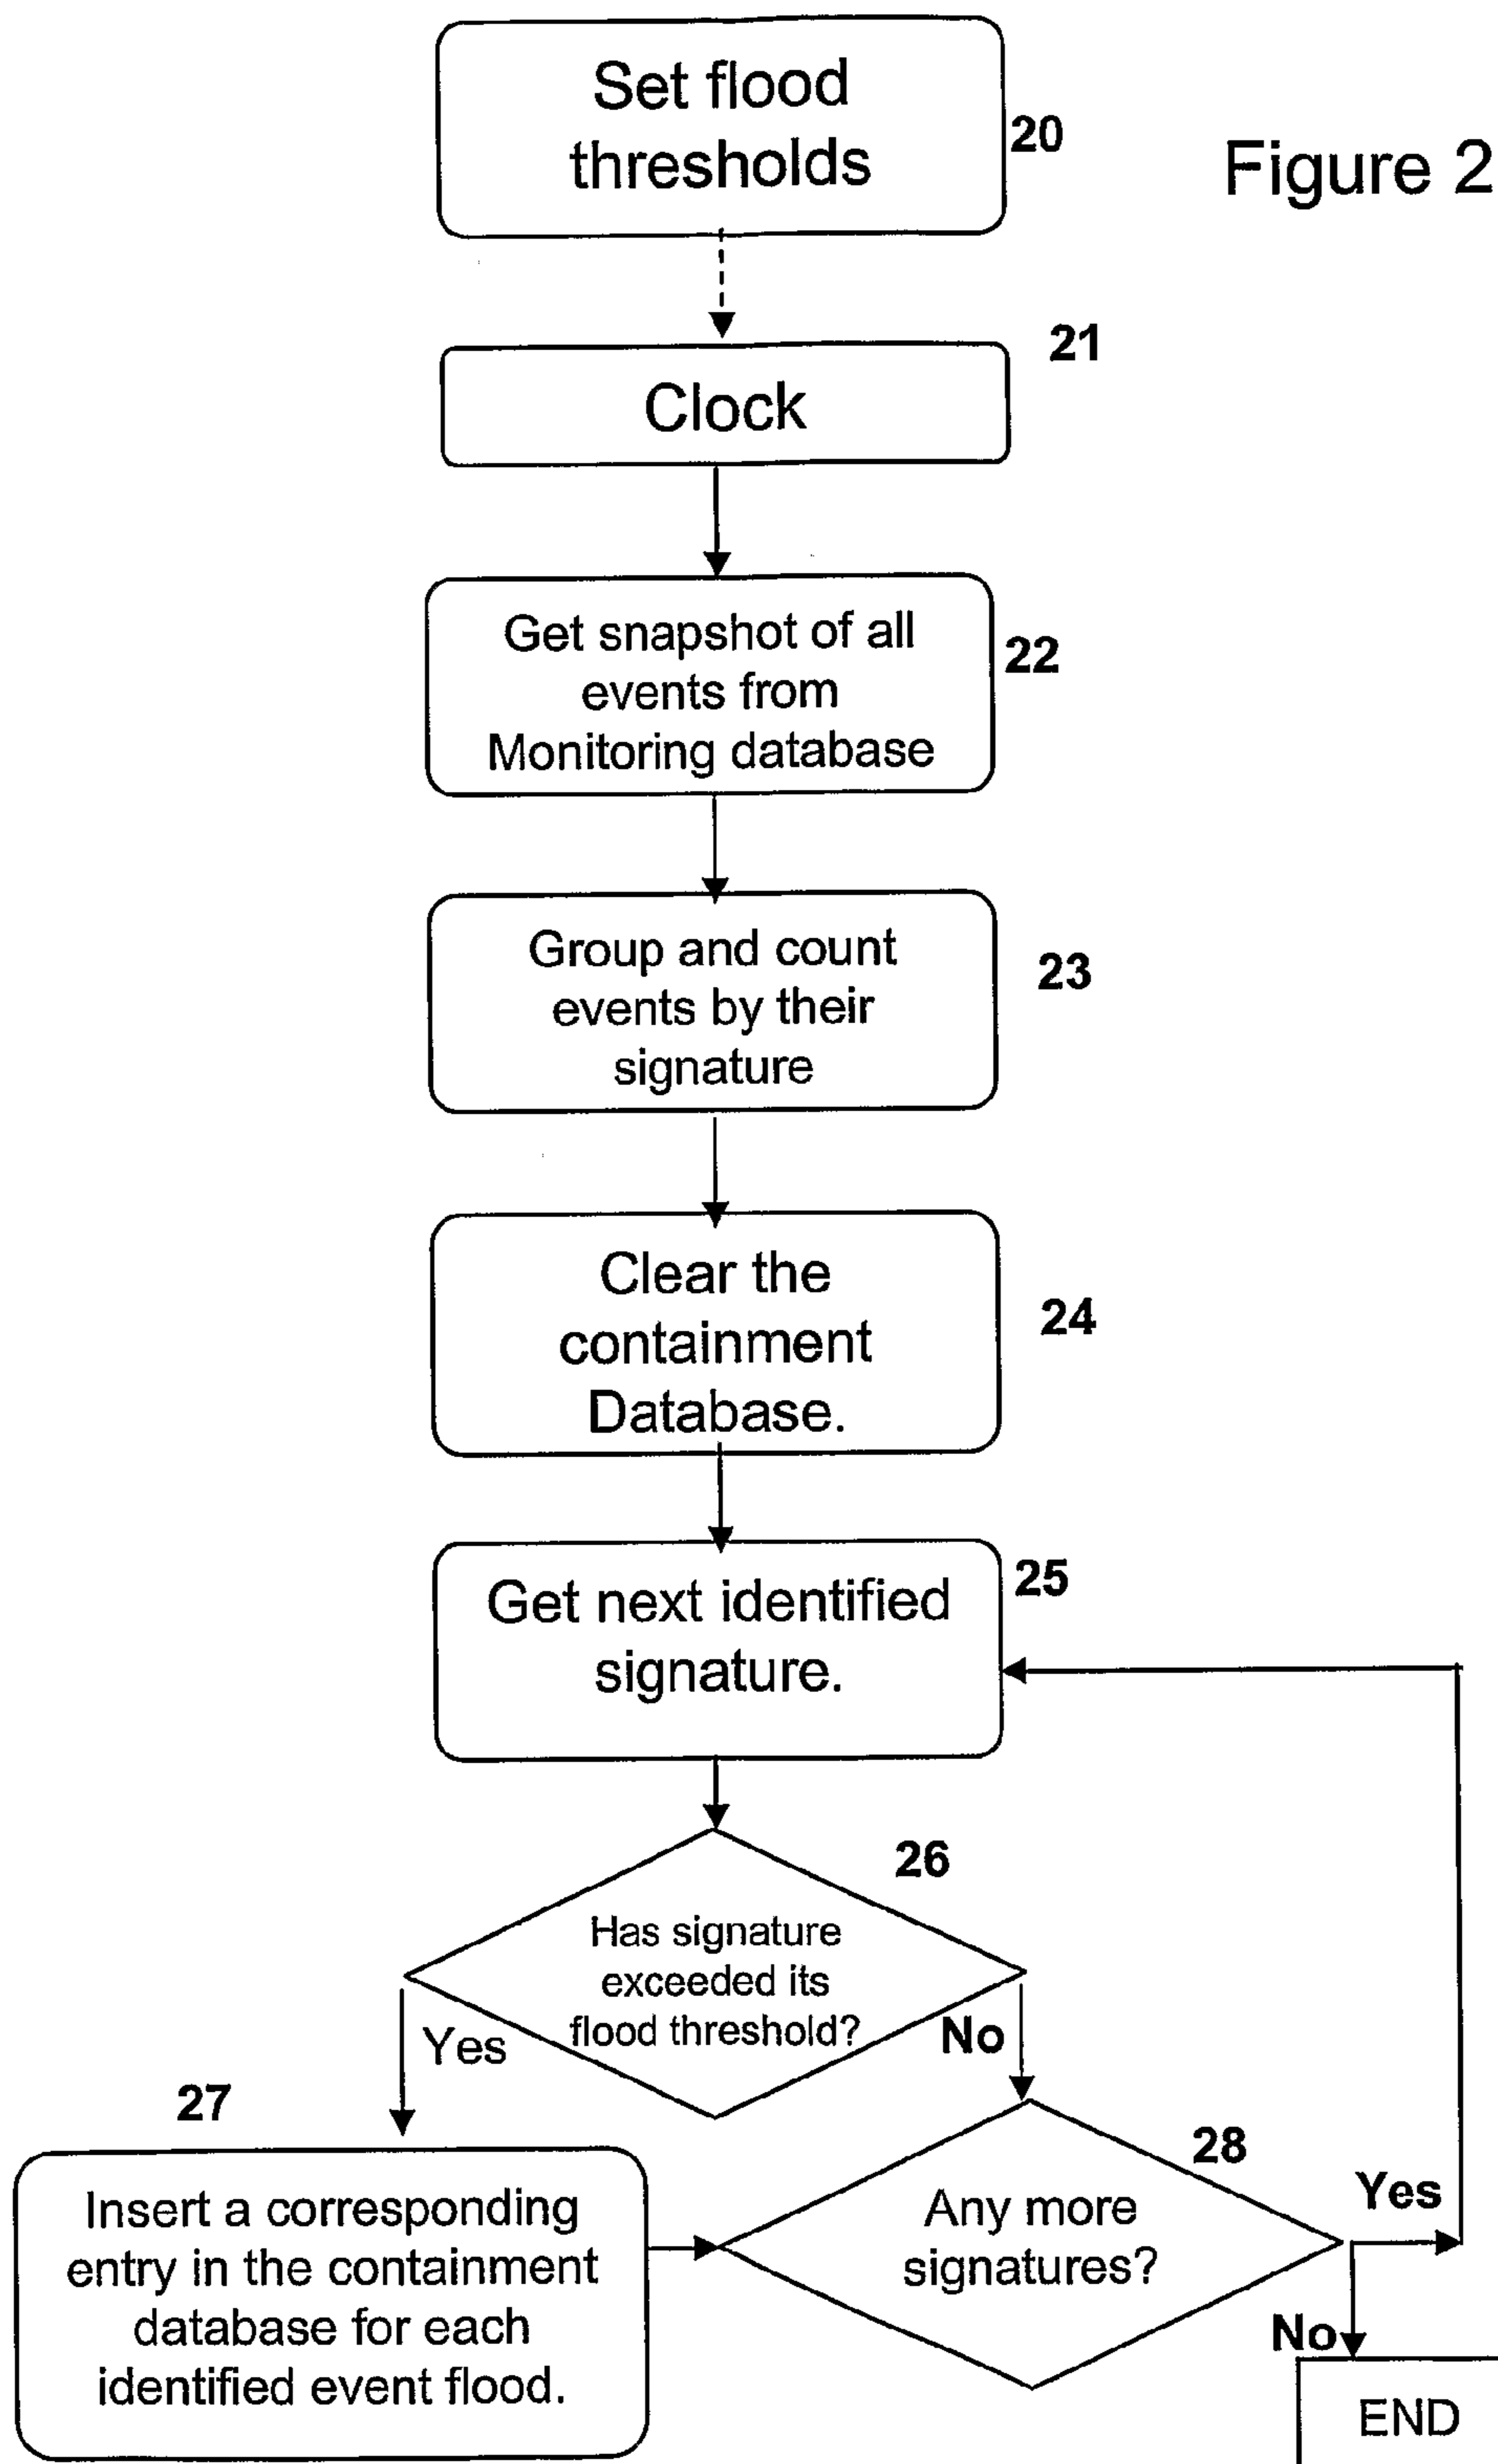 Set flood
thresholds
20
Figure 2
21
Clock
Get snapshot of all
events from
Monitoring database
22
Group and count
events by their
signature
23
Clear the
containment
Database.
24
Get next identified
signature.
25
26
Has signature
exceeded its
flood threshold?
Yes
No
27
Insert a corresponding
entry in the containment
database for each
identified event flood.
28
Any more
signatures?
Yes
No
END